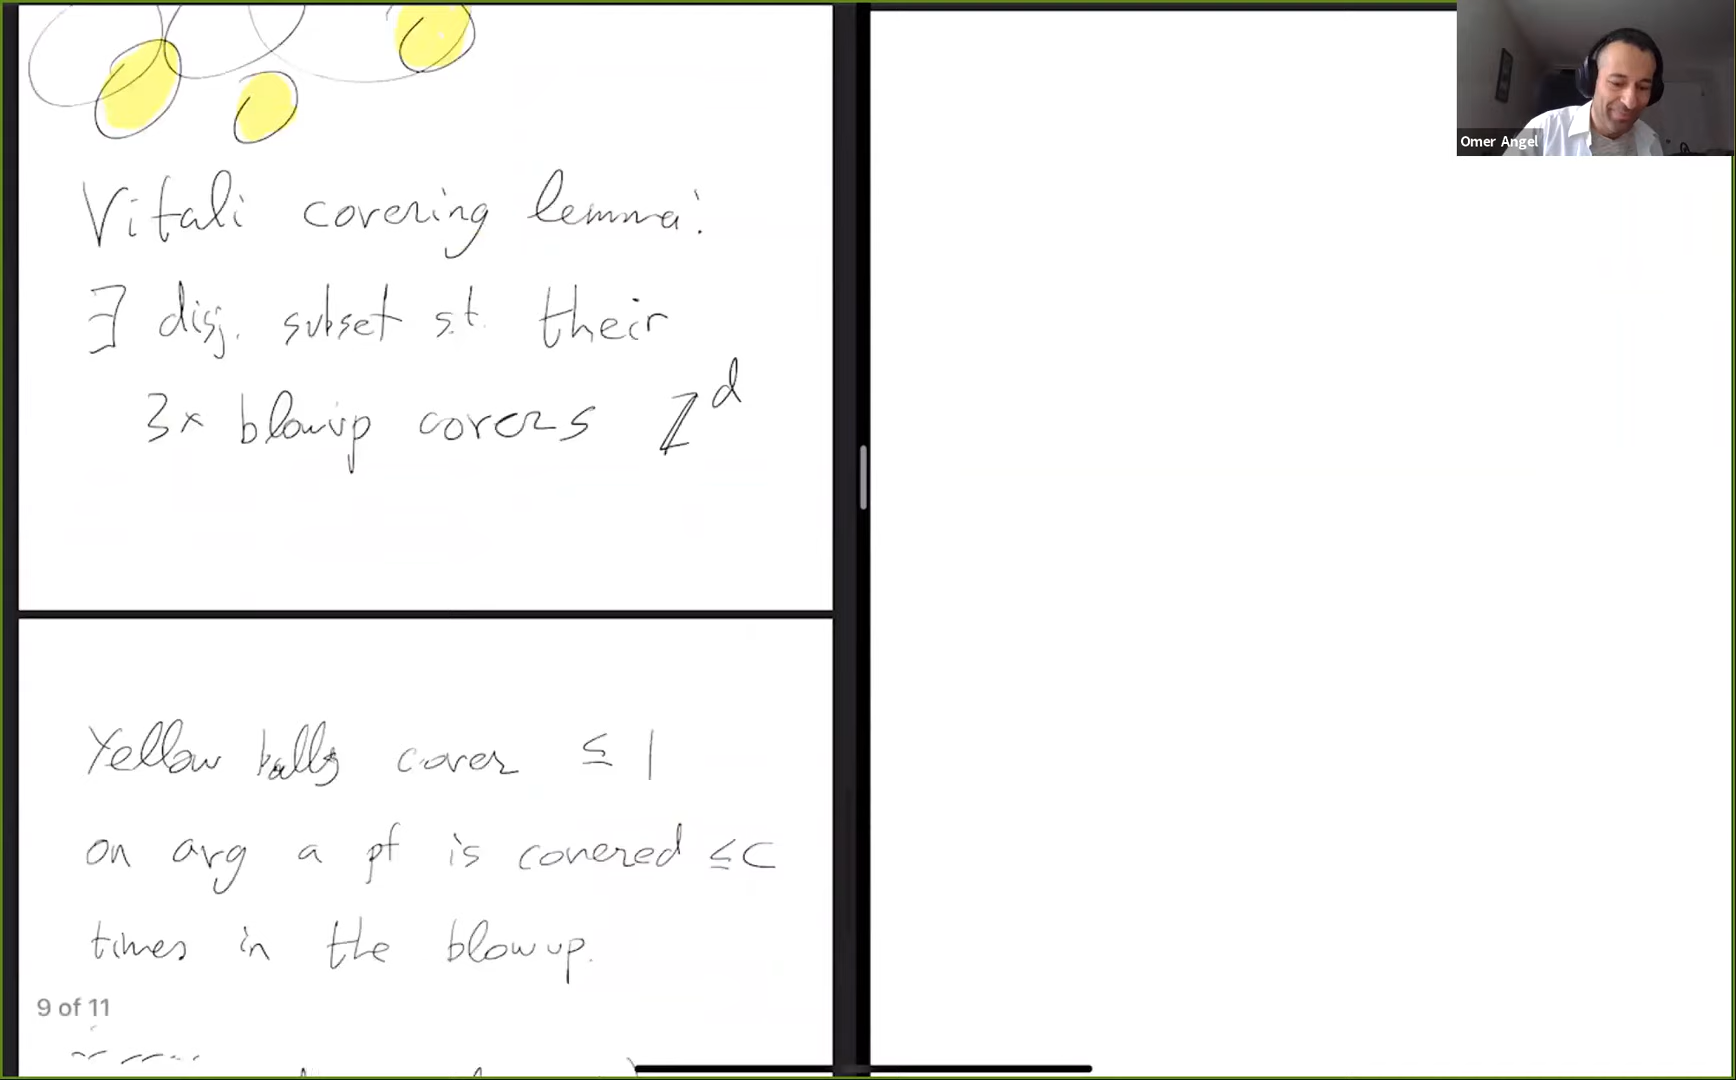 Vitali covering lemma:
∃ disj. subset s.t. their
3x blowup covers ℤ^d
Yellow balls cover ≤ 1
on avg a pt is covered ≤ C
times in the blowup.
9 of 11
Omer Angel